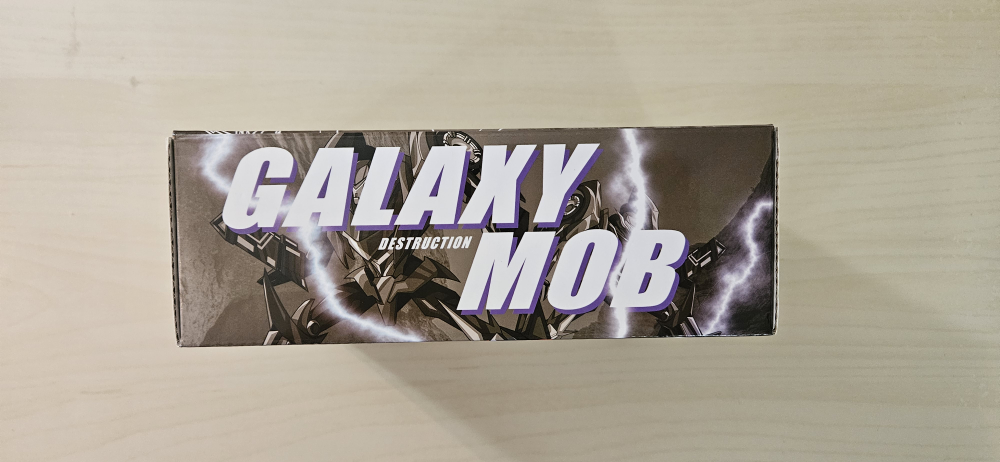 GALAXY
DESTRUCTION
MOB